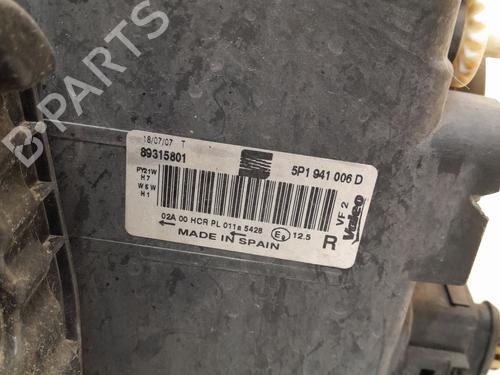 B-PARTS
18/07/07 T
89315801
5P1 941 006 D
PY21W
H7
W5W
H1
VF 2
Valeo
02A 00 HCR PL 011a 5428
E9 12.5
MADE IN SPAIN
R